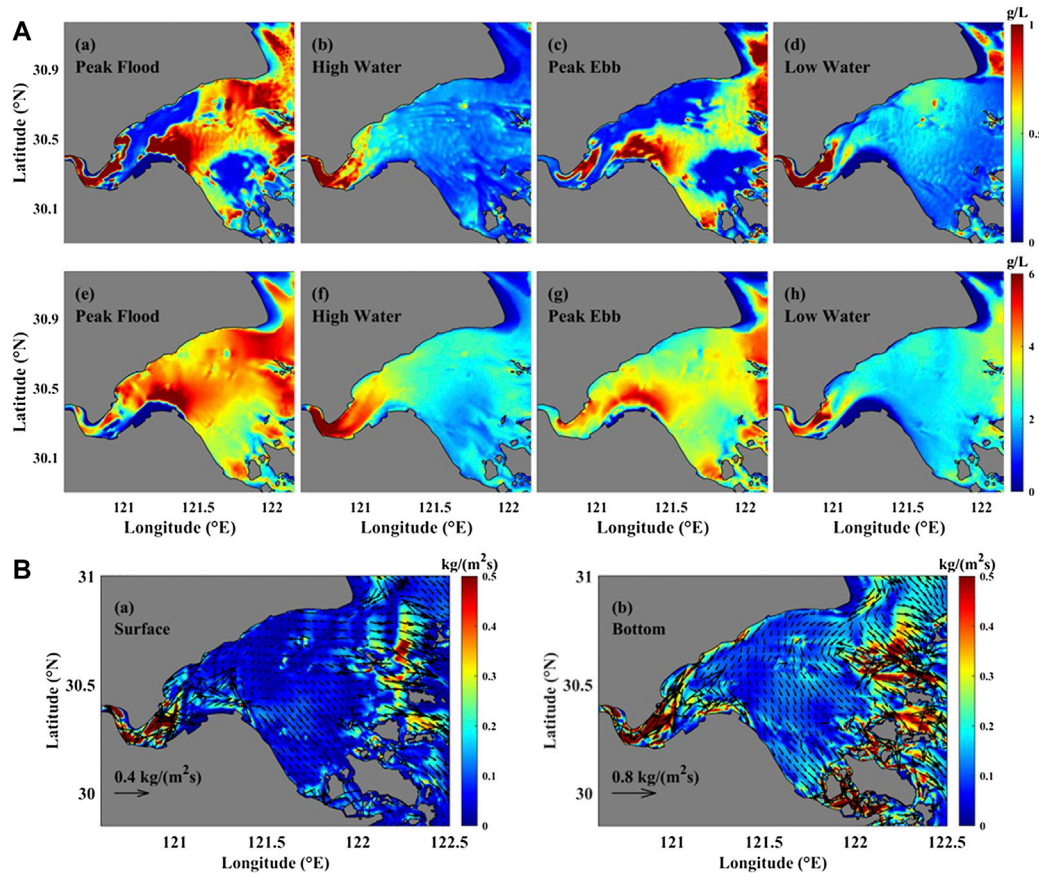 A
g/L
(a)
Peak Flood
(b)
High Water
(c)
Peak Ebb
(d)
Low Water
1
0.5
0
Latitude (°N)
30.9
30.5
30.1
g/L
(e)
Peak Flood
(f)
High Water
(g)
Peak Ebb
(h)
Low Water
6
4
2
0
Latitude (°N)
30.9
30.5
30.1
121 121.5 122
121 121.5 122
121 121.5 122
121 121.5 122
Longitude (°E)
Longitude (°E)
Longitude (°E)
Longitude (°E)
B
kg/(m²s)
(a)
Surface
0.4 kg/(m²s)
Latitude (°N)
31
30.5
30
0.5
0.4
0.3
0.2
0.1
0
121 121.5 122 122.5
Longitude (°E)
kg/(m²s)
(b)
Bottom
0.8 kg/(m²s)
Latitude (°N)
31
30.5
30
0.5
0.4
0.3
0.2
0.1
0
121 121.5 122 122.5
Longitude (°E)